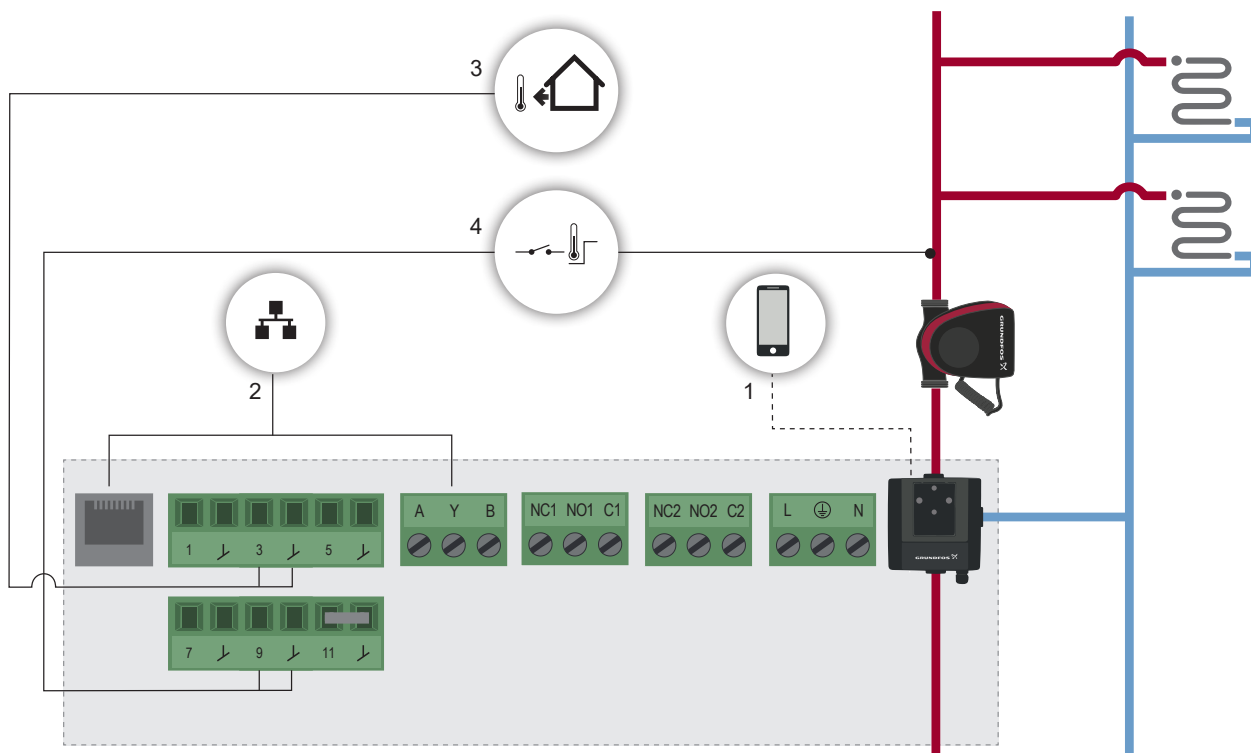 3
4
GRUNDFOS
2
1
A Y B
NC1 NO1 C1
NC2 NO2 C2
L N
1 3 5
GRUNDFOS
7 9 11